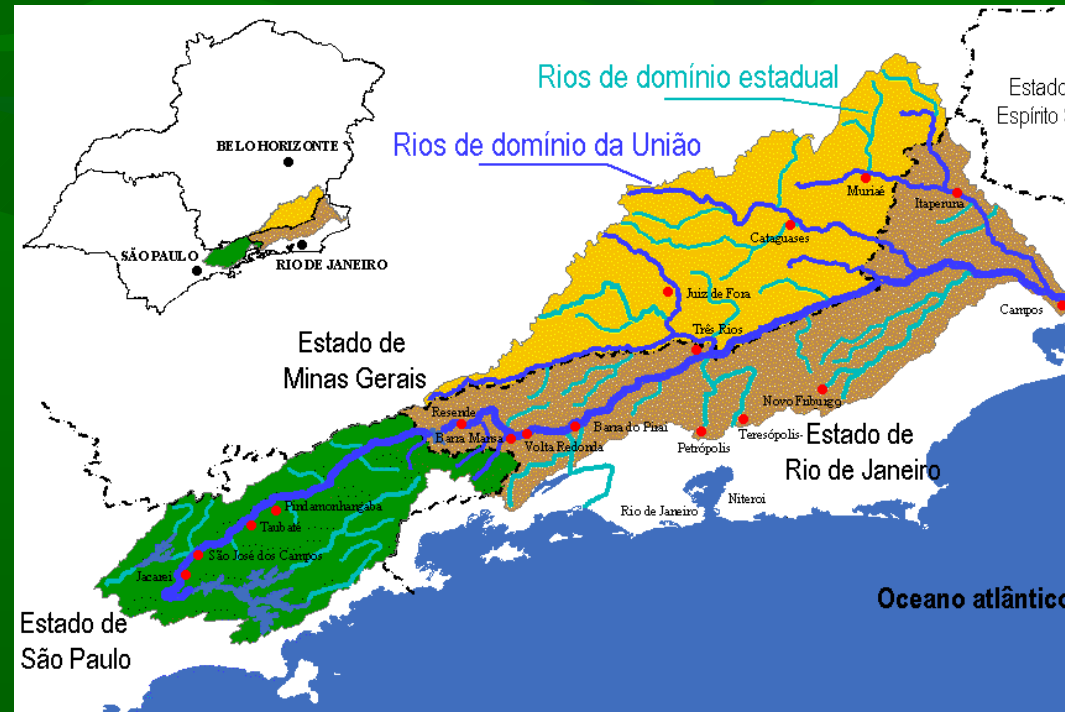 Rios de domínio estadual
Estado
Espírito S
Rios de domínio da União
BELO HORIZONTE
SÃO PAULO
RIO DE JANEIRO
Muriaé
Itaperuna
Cataguases
Juiz de Fora
Campos
Três Rios
Estado de
Minas Gerais
Resende
Barra Mansa
Volta Redonda
Barra do Piraí
Novo Friburgo
Teresópolis
Petrópolis
Estado de
Rio de Janeiro
Niteroi
Rio de Janeiro
Pindamonhangaba
Taubaté
São José dos Campos
Jacareí
Oceano atlântico
Estado de
São Paulo